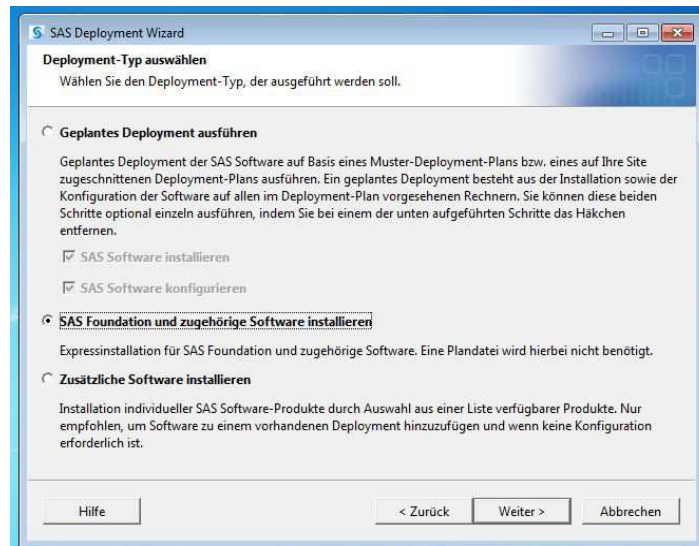 SAS Deployment Wizard
Deployment-Typ auswählen
Wählen Sie den Deployment-Typ, der ausgeführt werden soll.
Geplantes Deployment ausführen
Geplantes Deployment der SAS Software auf Basis eines Muster-Deployment-Plans bzw. eines auf Ihre Site
zugeschnittenen Deployment-Plans ausführen. Ein geplantes Deployment besteht aus der Installation sowie der
Konfiguration der Software auf allen im Deployment-Plan vorgesehenen Rechnern. Sie können diese beiden
Schritte optional einzeln ausführen, indem Sie bei einem der unten aufgeführten Schritte das Häkchen
entfernen.
SAS Software installieren
SAS Software konfigurieren
SAS Foundation und zugehörige Software installieren
Expressinstallation für SAS Foundation und zugehörige Software. Eine Plandatei wird hierbei nicht benötigt.
Zusätzliche Software installieren
Installation individueller SAS Software-Produkte durch Auswahl aus einer Liste verfügbarer Produkte. Nur
empfohlen, um Software zu einem vorhandenen Deployment hinzuzufügen und wenn keine Konfiguration
erforderlich ist.
Hilfe
< Zurück
Weiter >
Abbrechen